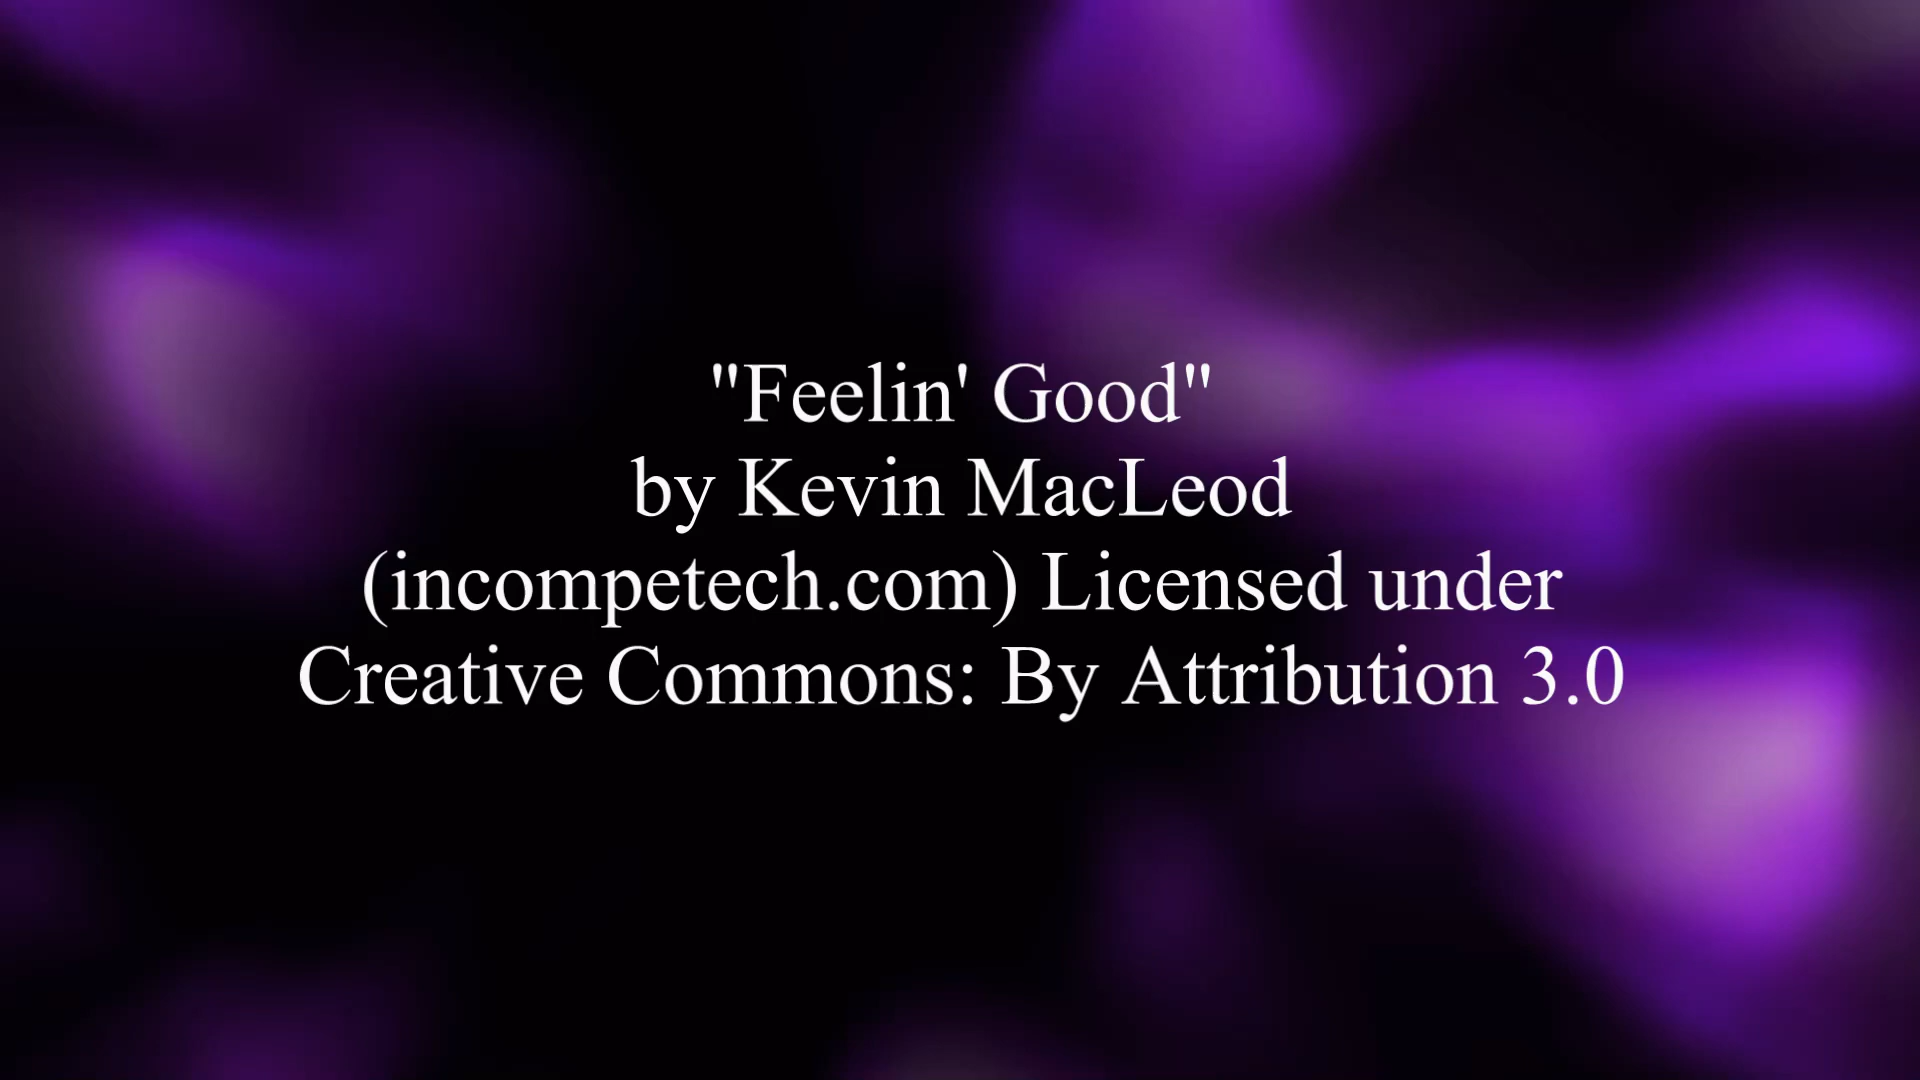 "Feelin' Good"
by Kevin MacLeod
(incompetech.com) Licensed under
Creative Commons: By Attribution 3.0